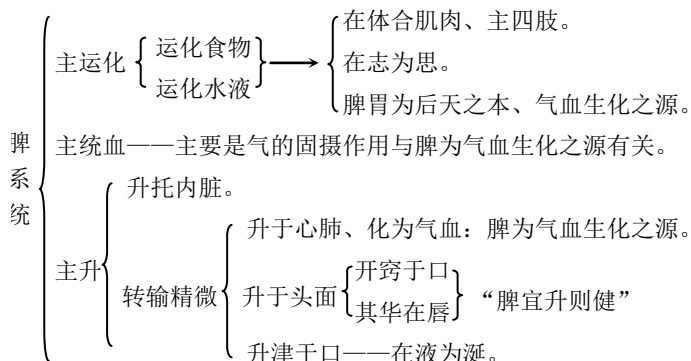 脾系统
主运化
运化食物
运化水液
在体合肌肉、主四肢。
在志为思。
脾胃为后天之本、气血生化之源。
主统血——主要是气的固摄作用与脾为气血生化之源有关。
主升
升托内脏。
转输精微
升于心肺、化为气血：脾为气血生化之源。
升于头面
开窍于口
其华在唇
“脾宜升则健”
升津于口——在液为涎。